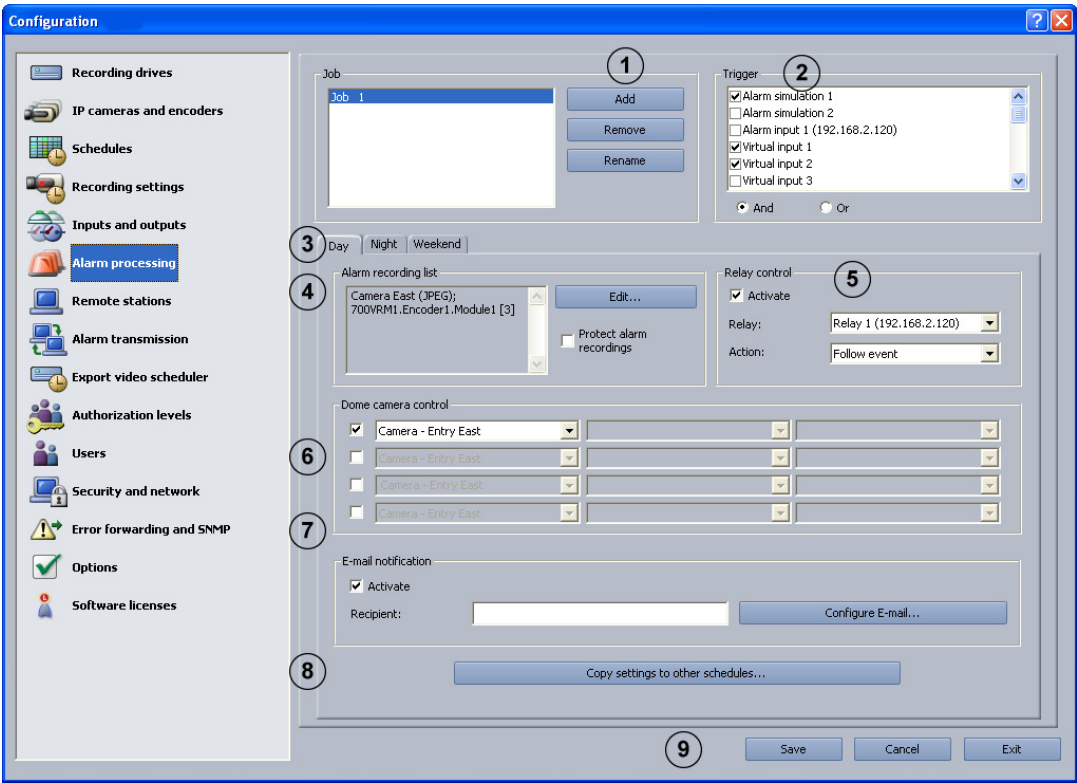 Configuration
Recording drives
IP cameras and encoders
Schedules
Recording settings
Inputs and outputs
Alarm processing
Remote stations
Alarm transmission
Export video scheduler
Authorization levels
Users
Security and network
Error forwarding and SNMP
Options
Software licenses
Job
1
Job 1
Add
Remove
Rename
Trigger
2
Alarm simulation 1
Alarm simulation 2
Alarm input 1 (192.168.2.120)
Virtual input 1
Virtual input 2
Virtual input 3
And Or
3
Day Night Weekend
4
Alarm recording list
Camera East (JPEG);
700VRM1.Encoder1.Module1 [3]
Edit...
Protect alarm
recordings
Relay control
5
Activate
Relay: Relay 1 (192.168.2.120)
Action: Follow event
Dome camera control
Camera - Entry East
6
Camera - Entry East
Camera - Entry East
Camera - Entry East
7
E-mail notification
Activate
Recipient:
Configure E-mail...
8
Copy settings to other schedules...
9
Save Cancel Exit